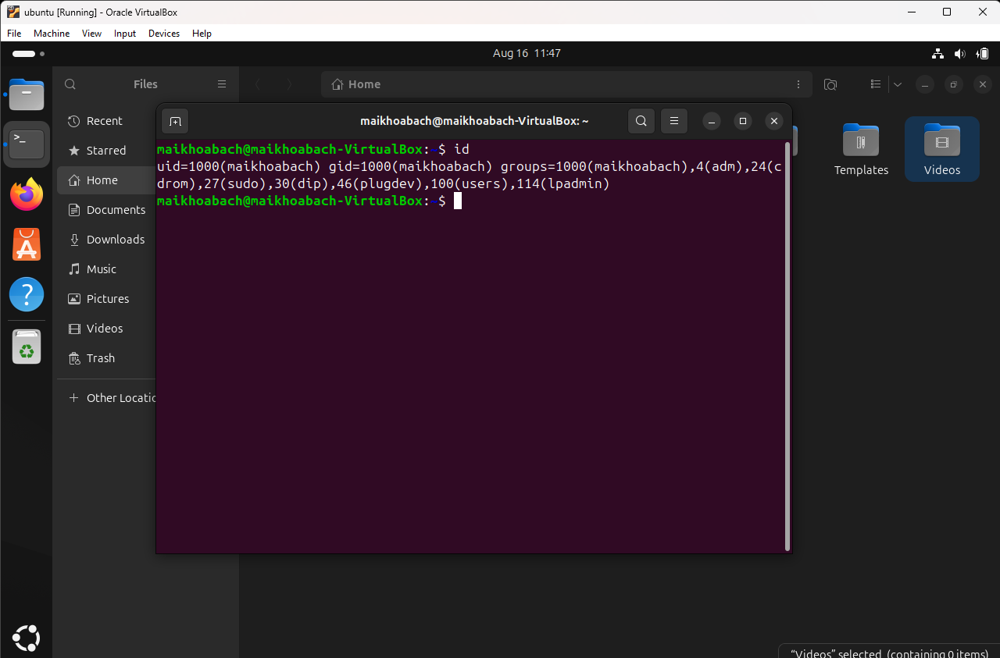 ubuntu [Running] - Oracle VirtualBox
File Machine View Input Devices Help
Aug 16 11:47
Files
Home
Recent
Starred
Home
Documents
Downloads
Music
Pictures
Videos
Trash
+ Other Locatio
maikhoabach@maikhoabach-VirtualBox: ~
maikhoabach@maikhoabach-VirtualBox:~$ id
uid=1000(maikhoabach) gid=1000(maikhoabach) groups=1000(maikhoabach),4(adm),24(c
drom),27(sudo),30(dip),46(plugdev),100(users),114(lpadmin)
maikhoabach@maikhoabach-VirtualBox:~$
Templates
Videos
“Videos” selected (containing 0 items)